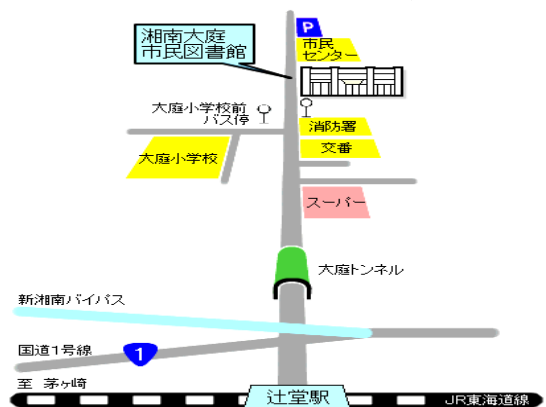 P
湘南大庭
市民図書館
市民
センター
大庭小学校前
バス停
消防署
交番
大庭小学校
スーパー
大庭トンネル
新湘南バイパス
国道1号線
1
至 茅ヶ崎
辻堂駅
JR東海道線